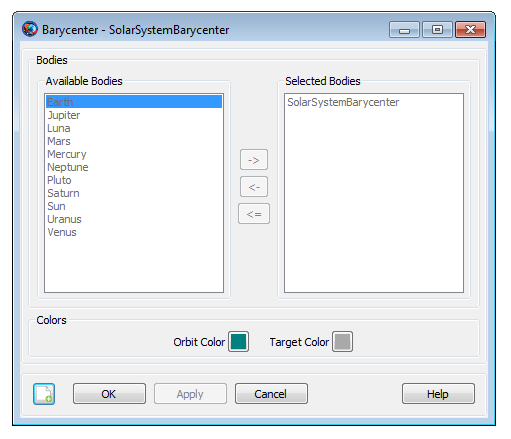 Barycenter - SolarSystemBarycenter
Bodies
Available Bodies
Selected Bodies
Earth
Jupiter
Luna
Mars
Mercury
Neptune
Pluto
Saturn
Sun
Uranus
Venus
->
<-
<=
SolarSystemBarycenter
Colors
Orbit Color
Target Color
OK
Apply
Cancel
Help